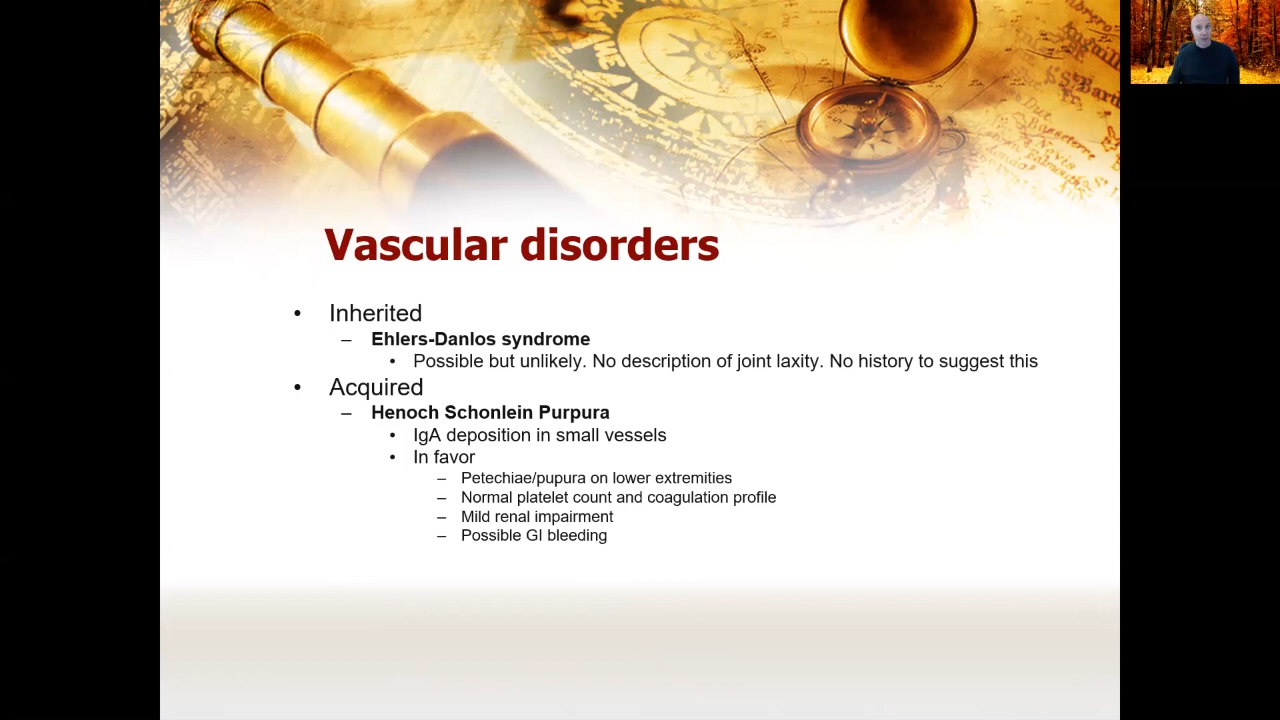 Vascular disorders
• Inherited
– Ehlers-Danlos syndrome
• Possible but unlikely. No description of joint laxity. No history to suggest this
• Acquired
– Henoch Schonlein Purpura
• IgA deposition in small vessels
• In favor
– Petechiae/pupura on lower extremities
– Normal platelet count and coagulation profile
– Mild renal impairment
– Possible GI bleeding